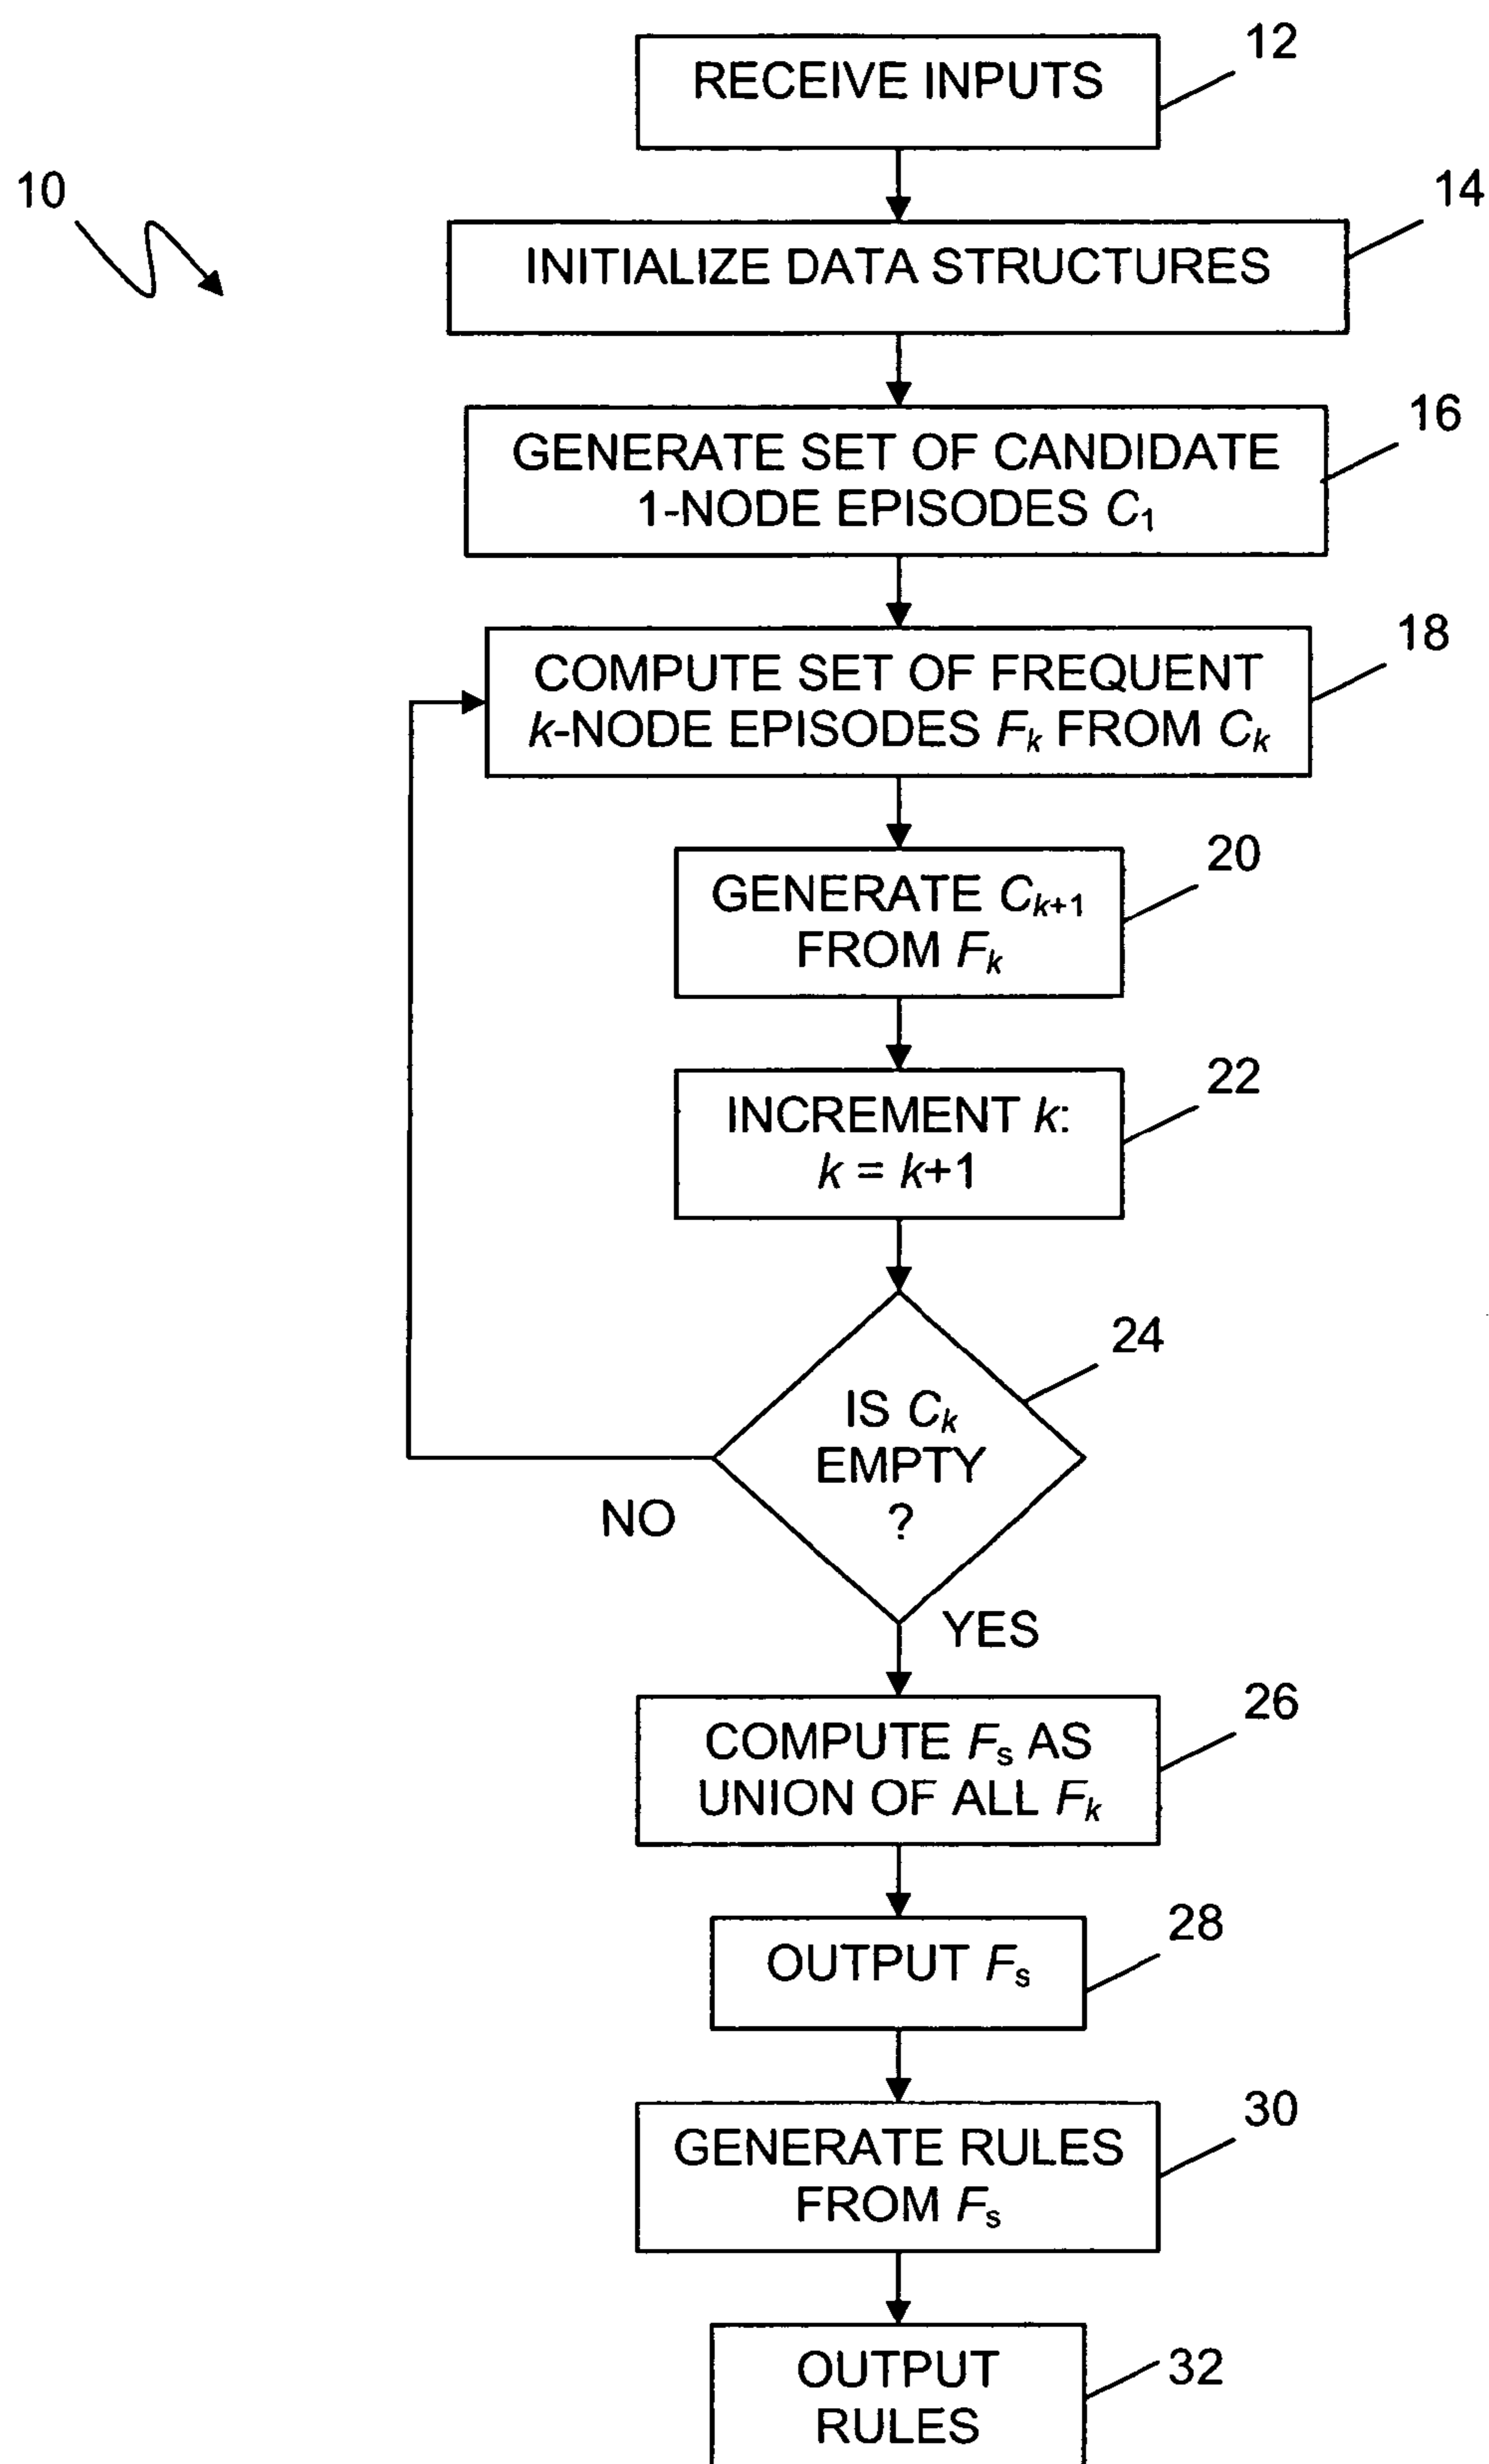 12
RECEIVE INPUTS
10
14
INITIALIZE DATA STRUCTURES
16
GENERATE SET OF CANDIDATE
1-NODE EPISODES C1
18
COMPUTE SET OF FREQUENT
k-NODE EPISODES Fk FROM Ck
20
GENERATE Ck+1
FROM Fk
22
INCREMENT k:
k = k+1
24
IS Ck
EMPTY
?
NO
YES
26
COMPUTE Fs AS
UNION OF ALL Fk
28
OUTPUT Fs
30
GENERATE RULES
FROM Fs
32
OUTPUT
RULES